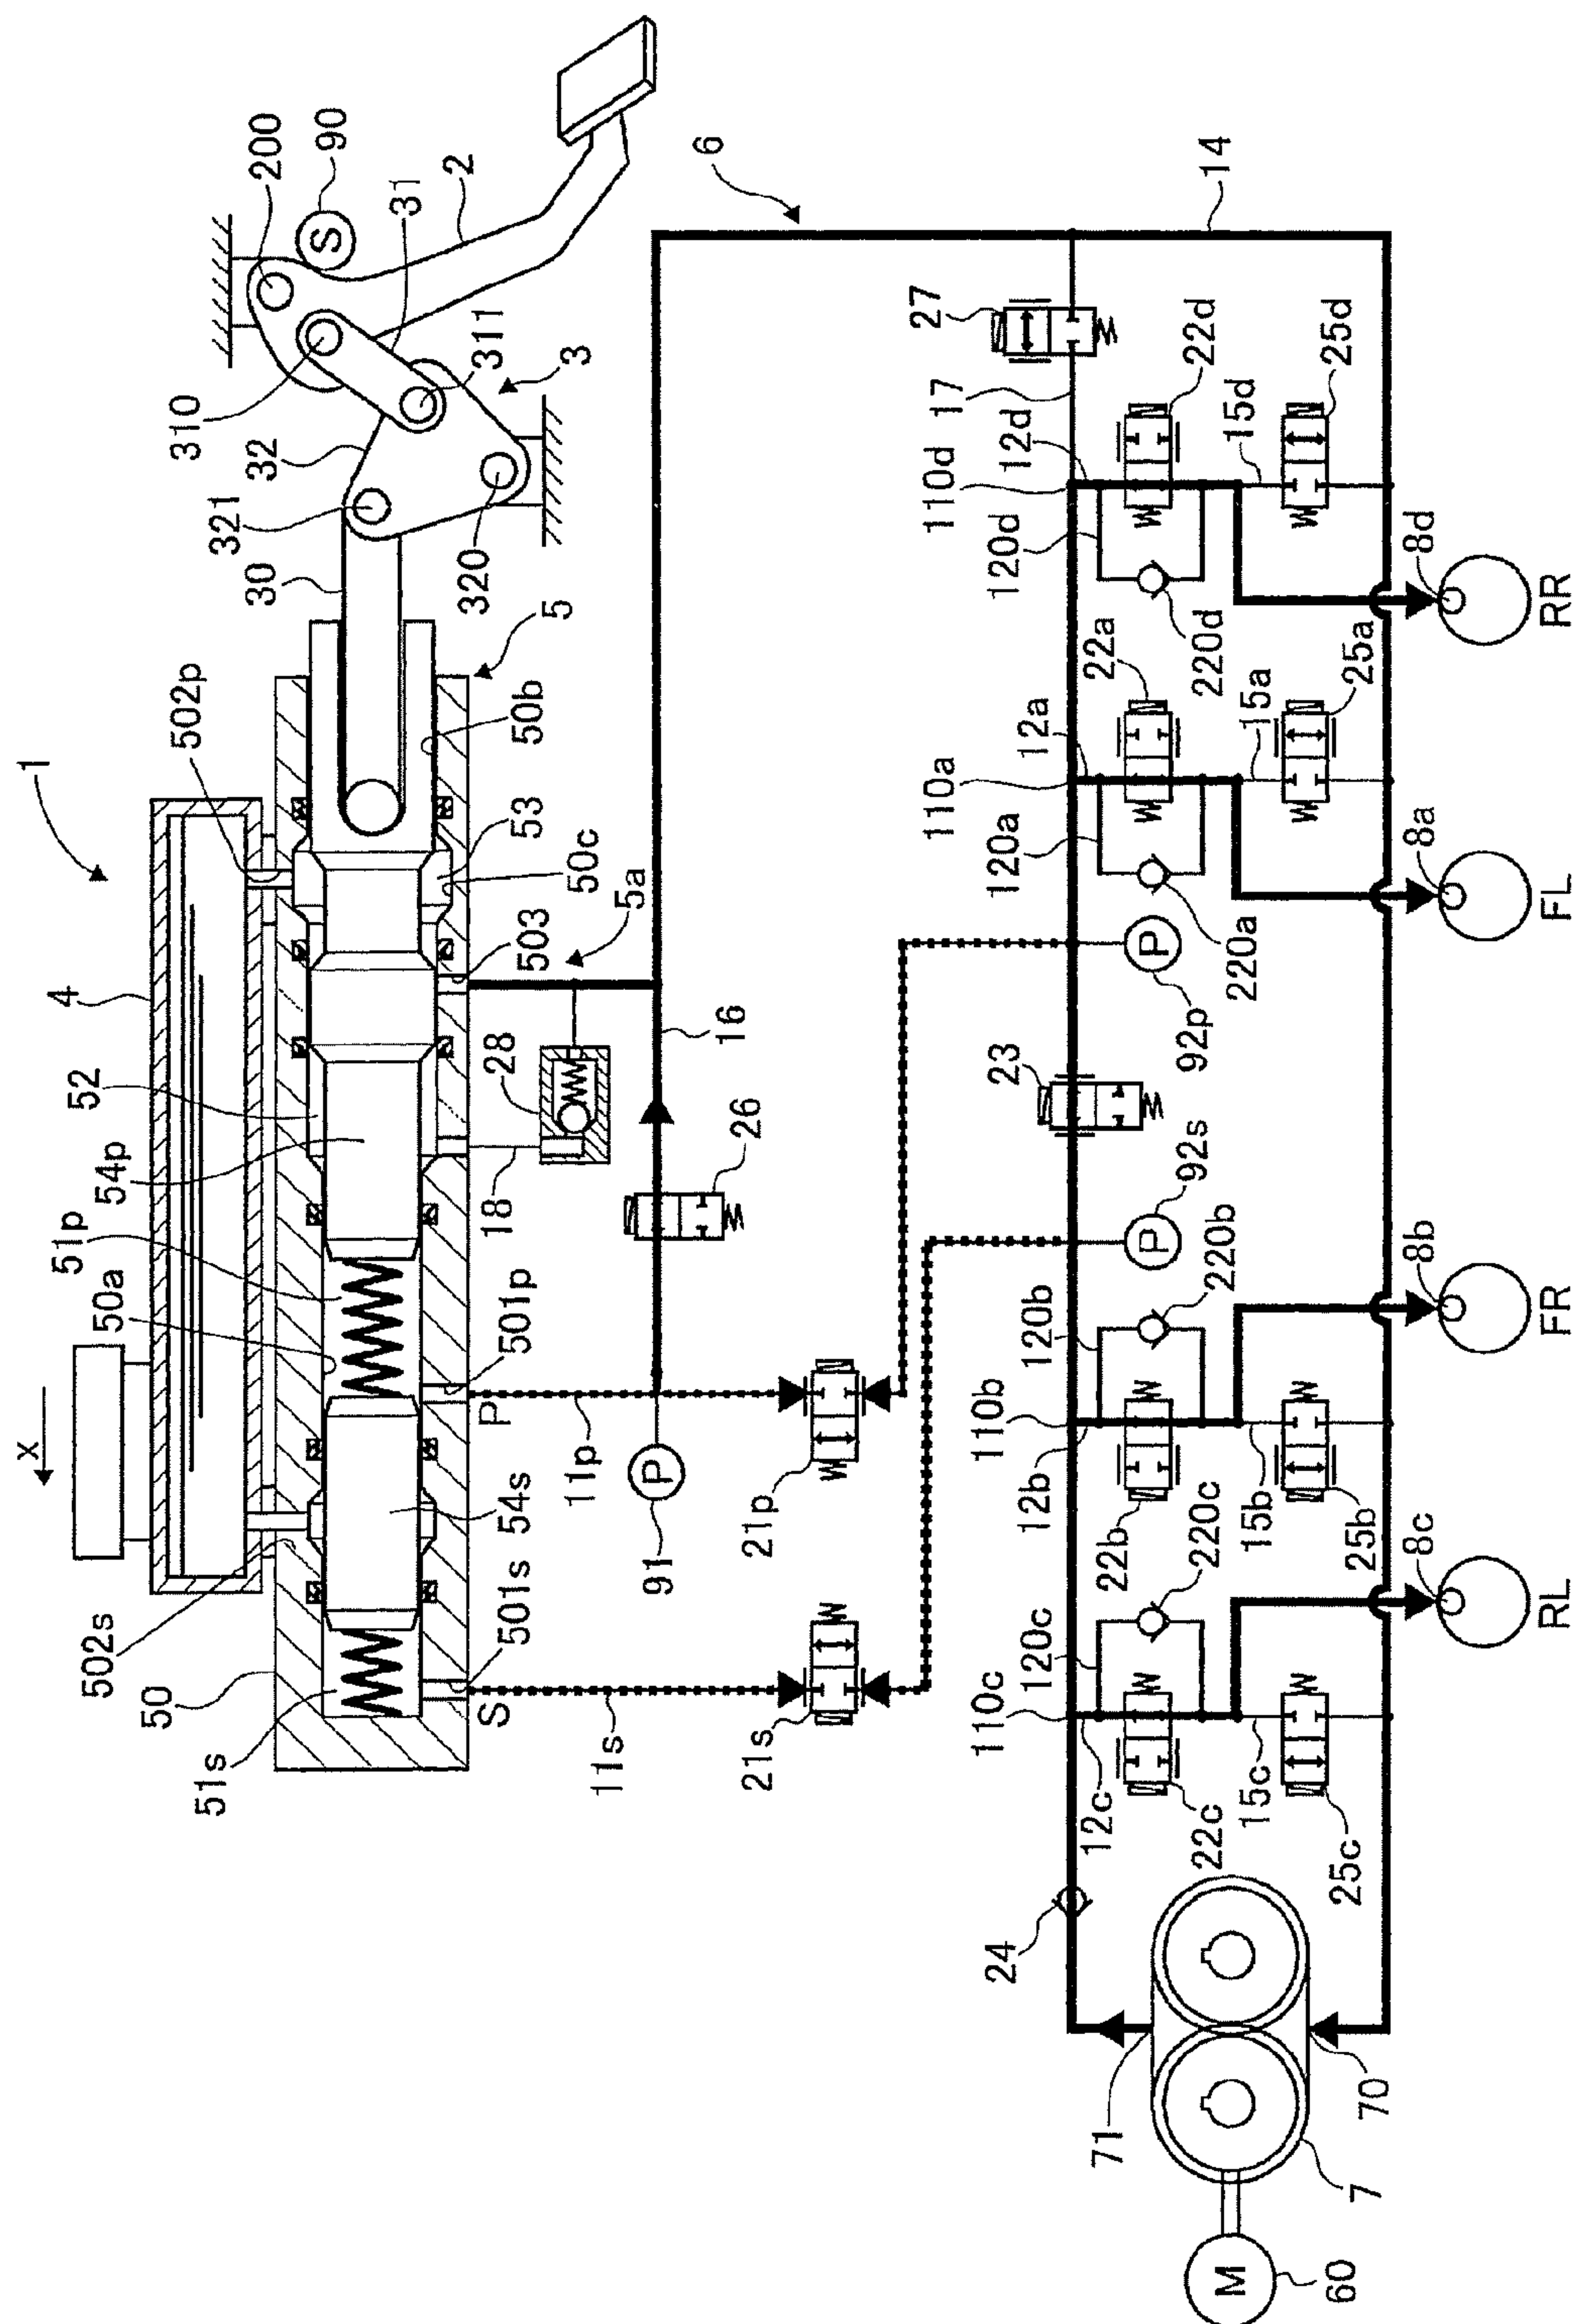 1
x
4
502p
51p
54p
52
50a
50
502s
51s
53
50c
50b
5
5a
503
30
321
32
310
320
3
311
31
2
90
200
S
501s
S
54s
501p
P
11s
11p
P
91
18
28
16
26
21s
21p
6
14
27
17
23
92s
P
92p
P
24
110c
12c
120c
220c
22c
15c
25c
8c
RL
110b
12b
120b
220b
22b
15b
25b
8b
FR
110a
12a
120a
220a
22a
15a
25a
8a
FL
110d
12d
120d
220d
22d
15d
25d
8d
RR
71
70
7
M
60